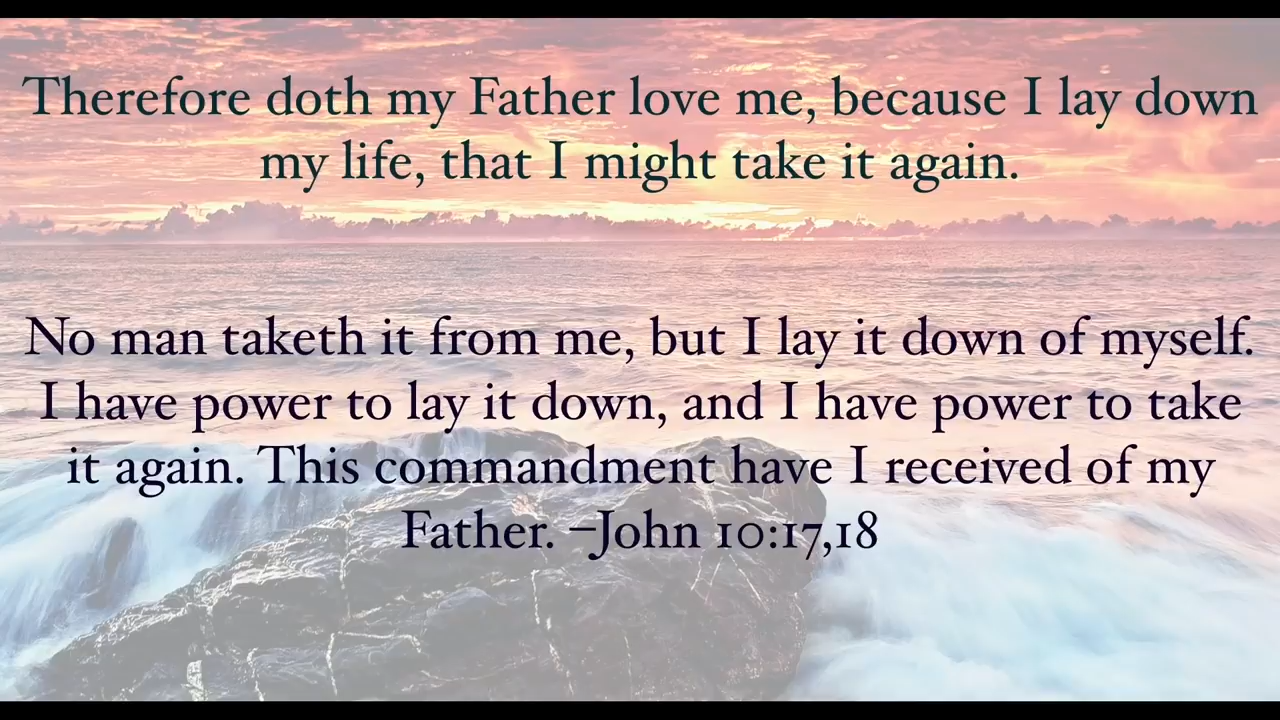 Therefore doth my Father love me, because I lay down
my life, that I might take it again.
No man taketh it from me, but I lay it down of myself.
I have power to lay it down, and I have power to take
it again. This commandment have I received of my
Father. –John 10:17,18